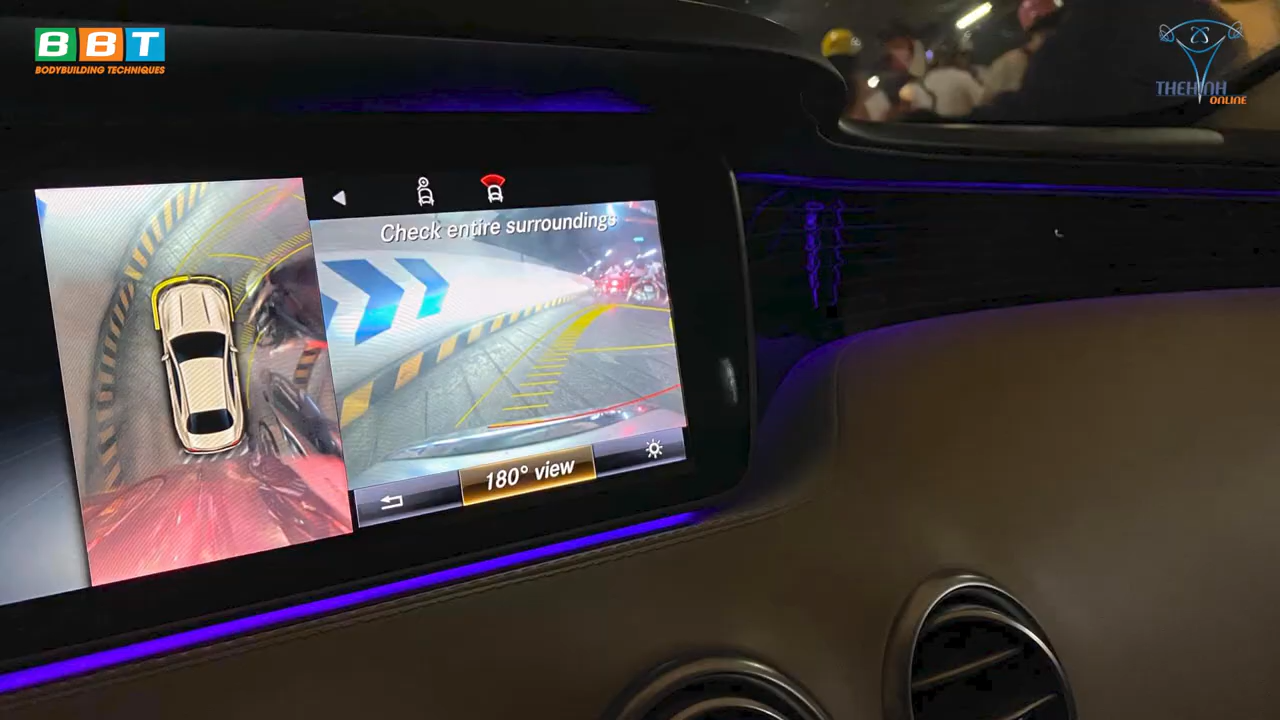 BBT
BODYBUILDING TECHNIQUES
THEHINH
ONLINE
Check entire surroundings
180° view